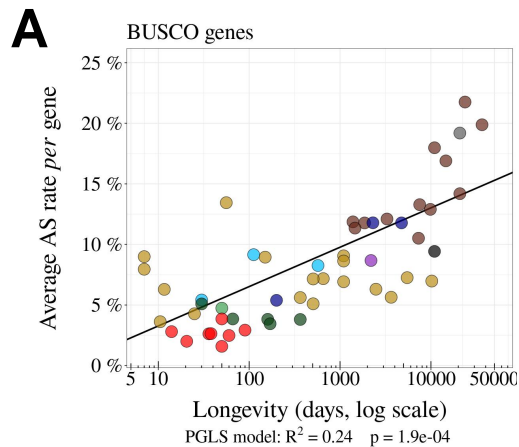 A
BUSCO genes
Average AS rate per gene
25 %
20 %
15 %
10 %
5 %
0 %
5 10 100 1000 10000 50000
Longevity (days, log scale)
PGLS model: R² = 0.24 p = 1.9e-04